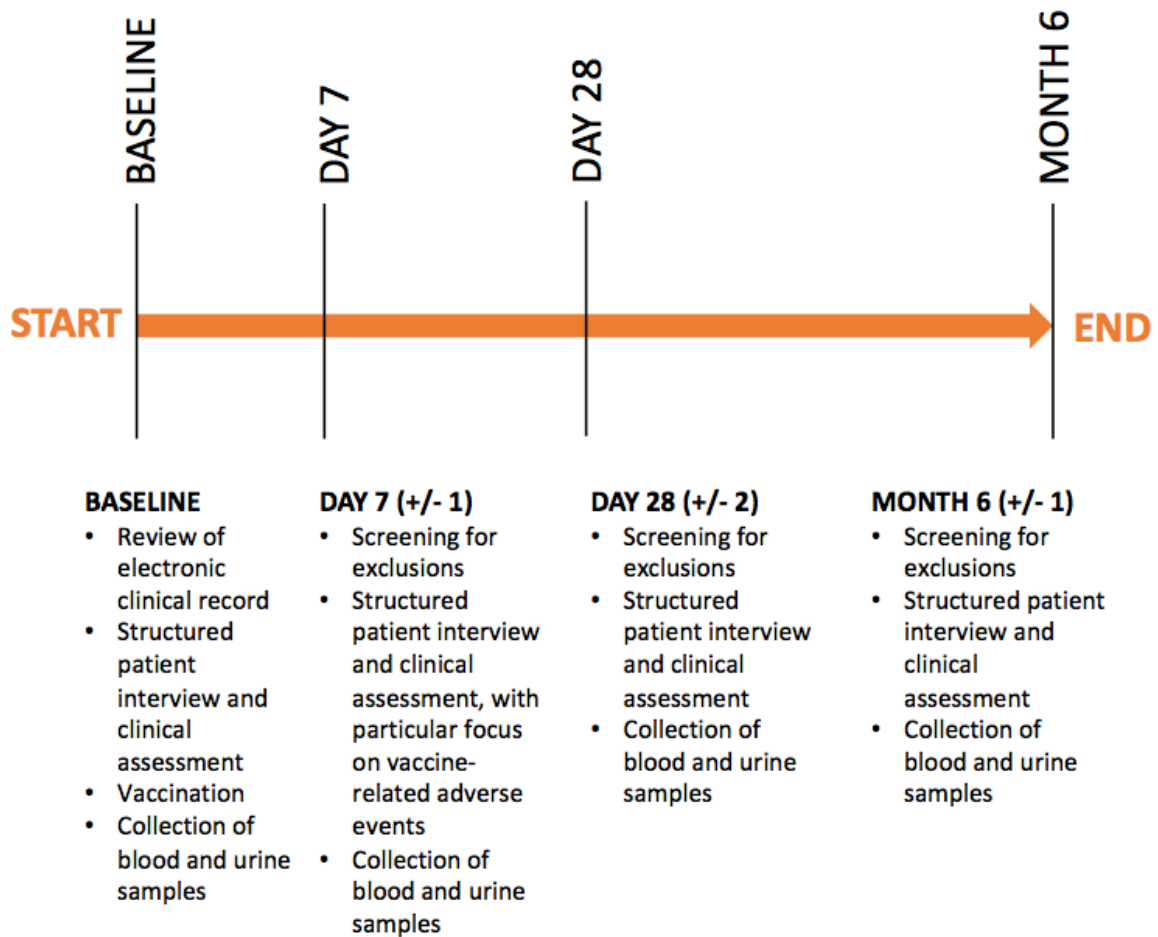 BASELINE
DAY 7
DAY 28
MONTH 6
START
END
BASELINE
• Review of
electronic
clinical record
• Structured
patient
interview and
clinical
assessment
• Vaccination
• Collection of
blood and urine
samples
DAY 7 (+/- 1)
• Screening for
exclusions
• Structured
patient interview
and clinical
assessment, with
particular focus
on vaccine-
related adverse
events
• Collection of
blood and urine
samples
DAY 28 (+/- 2)
• Screening for
exclusions
• Structured
patient interview
and clinical
assessment
• Collection of
blood and urine
samples
MONTH 6 (+/- 1)
• Screening for
exclusions
• Structured patient
interview and
clinical
assessment
• Collection of
blood and urine
samples